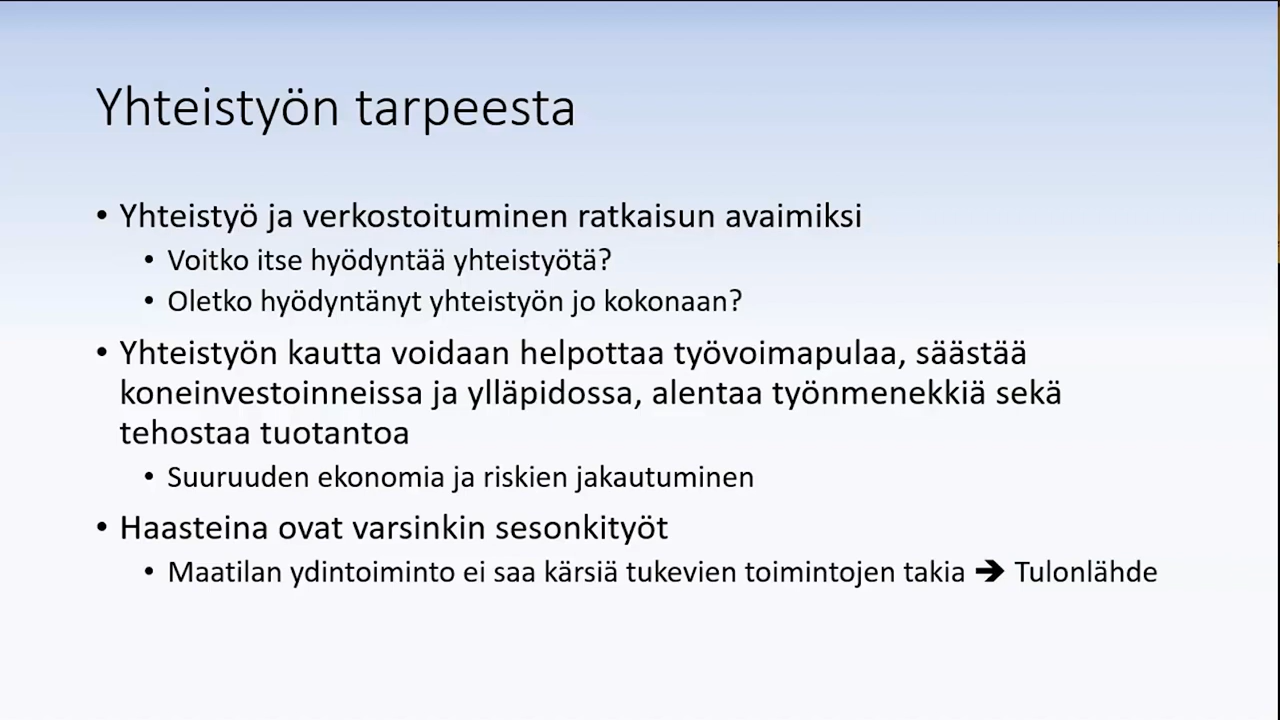 Yhteistyön tarpeesta
• Yhteistyö ja verkostoituminen ratkaisun avaimiksi
• Voitko itse hyödyntää yhteistyötä?
• Oletko hyödyntänyt yhteistyön jo kokonaan?
• Yhteistyön kautta voidaan helpottaa työvoimapulaa, säästää
koneinvestoinneissa ja ylläpidossa, alentaa työnmenekkiä sekä
tehostaa tuotantoa
• Suuruuden ekonomia ja riskien jakautuminen
• Haasteina ovat varsinkin sesonkityöt
• Maatilan ydintoiminto ei saa kärsiä tukevien toimintojen takia ➔ Tulonlähde